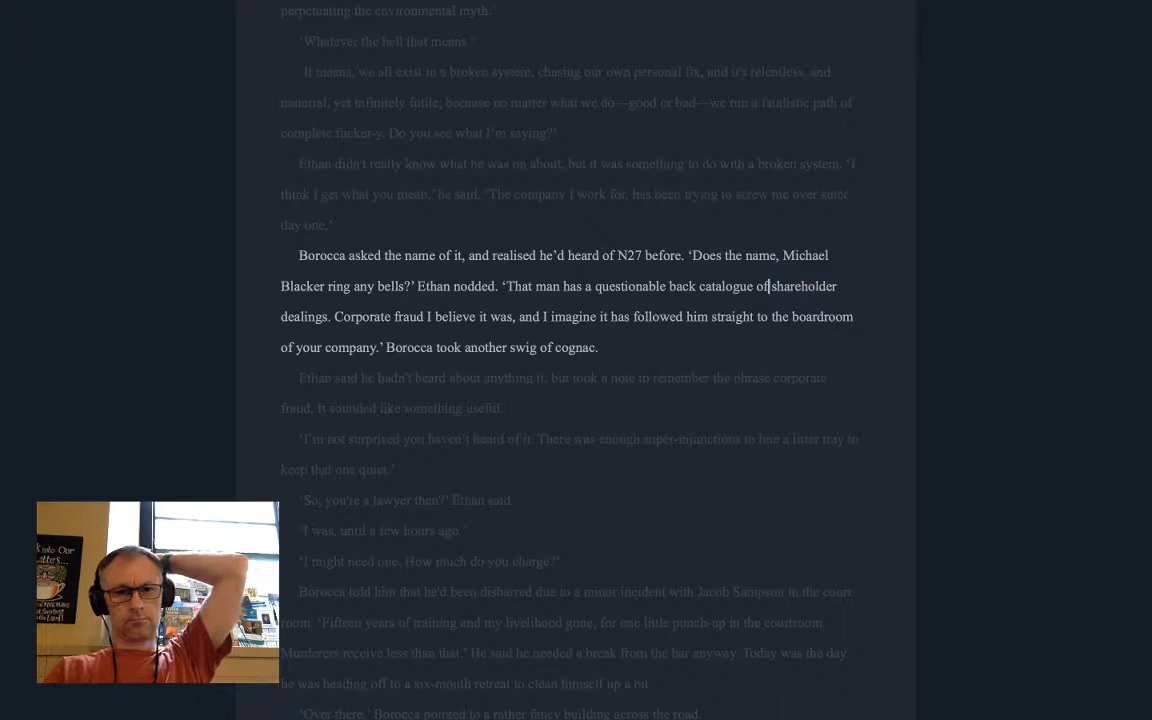 perpetuating the environmental myth.'
'Whatever the hell that means.'
'It means, we all exist in a broken system, chasing our own personal fix, and it's relentless, and
material, yet infinitely futile, because no matter what we do—good or bad—we run a fatalistic path of
complete fucker-y. Do you see what I'm saying?'
Ethan didn't really know what he was on about, but it was something to do with a broken system. 'I
think I get what you mean,' he said. 'The company I work for, has been trying to screw me over since
day one.'
Borocca asked the name of it, and realised he'd heard of N27 before. 'Does the name, Michael
Blacker ring any bells?' Ethan nodded. 'That man has a questionable back catalogue of shareholder
dealings. Corporate fraud I believe it was, and I imagine it has followed him straight to the boardroom
of your company.' Borocca took another swig of cognac.
Ethan said he hadn't heard about anything it, but took a note to remember the phrase corporate
fraud. It sounded like something useful.
'I'm not surprised you haven't heard of it. There was enough super-injunctions to line a litter tray to
keep that one quiet.'
'So, you're a lawyer then?' Ethan said.
'I was, until a few hours ago.'
'I might need one. How much do you charge?'
Borocca told him that he'd been disbarred due to a minor incident with Jacob Sampson in the court
room. 'Fifteen years of training and my livelihood gone, for one little punch-up in the courtroom.
Murderers receive less than that.' He said he needed a break from the bar anyway. Today was the day
he was heading off to a six-month retreat to clean himself up a bit.
'Over there.' Borocca pointed to a rather fancy building across the road.
into Our